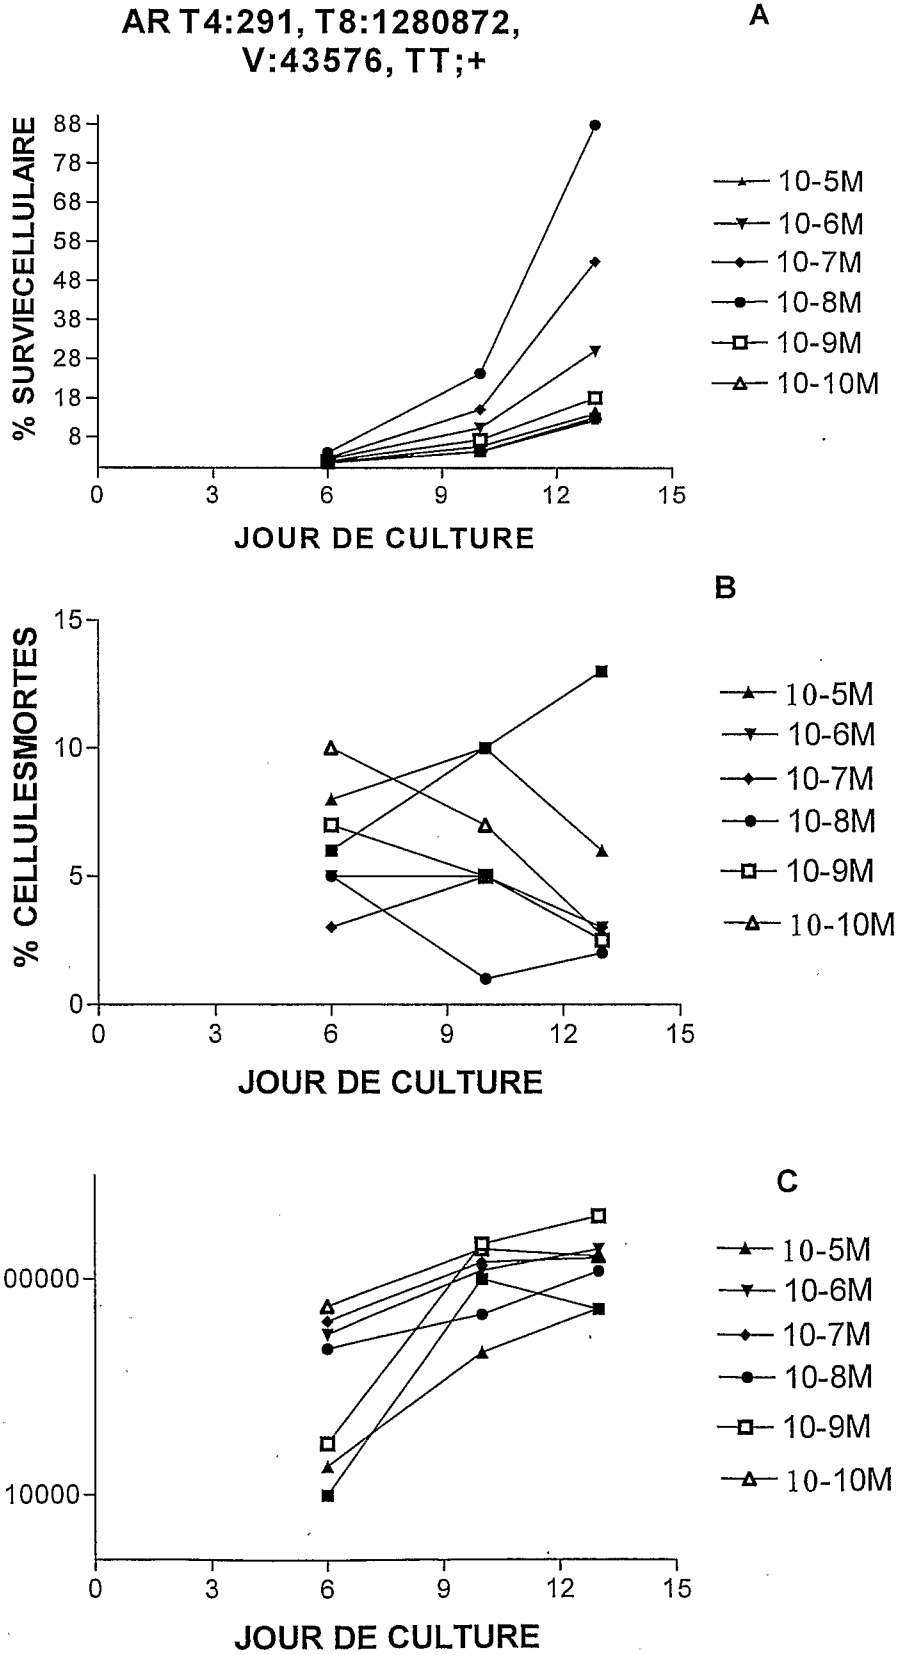 AR T4:291, T8:1280872,
V:43576, TT;+
A
% SURVIECELLULAIRE
88
78
68
58
48
38
28
18
8
0 3 6 9 12 15
JOUR DE CULTURE
10-5M
10-6M
10-7M
10-8M
10-9M
10-10M
B
% CELLULESMORTES
15
10
5
0
0 3 6 9 12 15
JOUR DE CULTURE
10-5M
10-6M
10-7M
10-8M
10-9M
10-10M
C
00000
10000
0 3 6 9 12 15
JOUR DE CULTURE
10-5M
10-6M
10-7M
10-8M
10-9M
10-10M